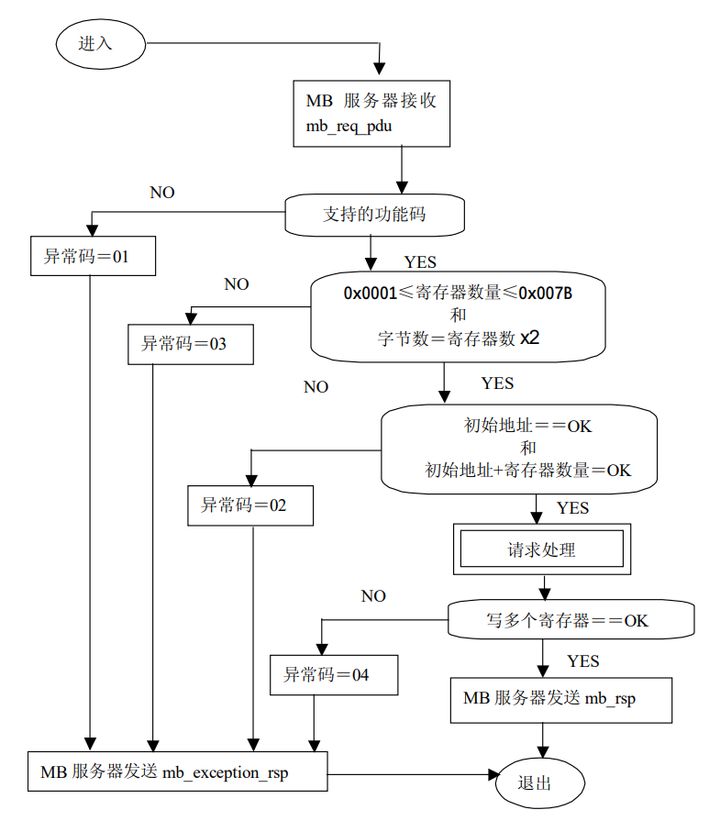 进入
MB 服务器接收
mb_req_pdu
NO
支持的功能码
异常码＝01
YES
NO
0x0001≤寄存器数量≤0x007B
和
字节数＝寄存器数 x2
异常码＝03
NO
YES
初始地址＝＝OK
和
初始地址+寄存器数量＝OK
异常码＝02
YES
请求处理
NO
写多个寄存器＝＝OK
异常码＝04
YES
MB 服务器发送 mb_rsp
MB 服务器发送 mb_exception_rsp
退出